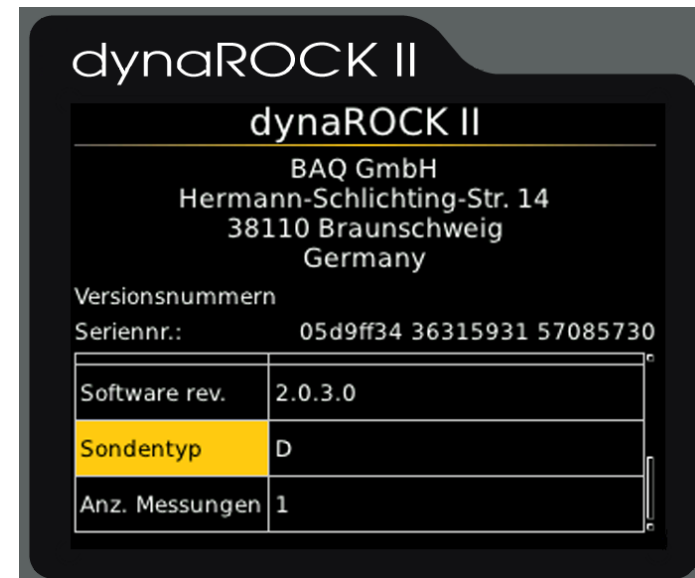 dynaROCK II
dynaROCK II
BAQ GmbH
Hermann-Schlichting-Str. 14
38110 Braunschweig
Germany
Versionsnummern
Seriennr.: 05d9ff34 36315931 57085730
Software rev. 2.0.3.0
Sondentyp D
Anz. Messungen 1